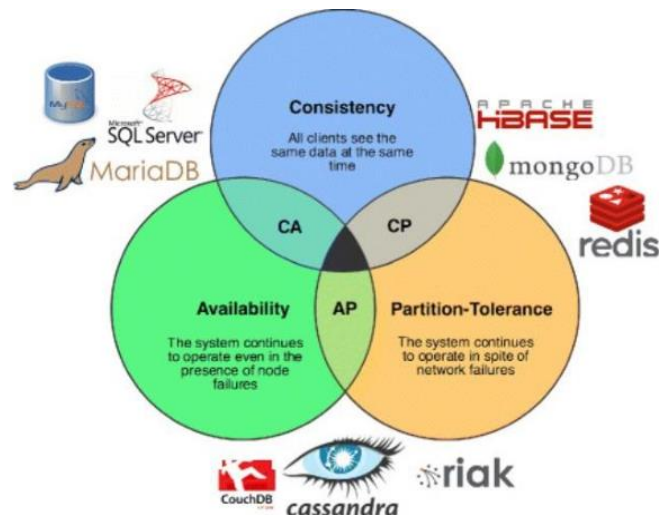 Consistency
All clients see the
same data at the same
time
MySQL
Microsoft
SQL Server
MariaDB
APACHE
HBASE
mongoDB
redis
CA
CP
AP
Availability
The system continues
to operate even in the
presence of node
failures
Partition-Tolerance
The system continues
to operate in spite of
network failures
CouchDB
cassandra
riak